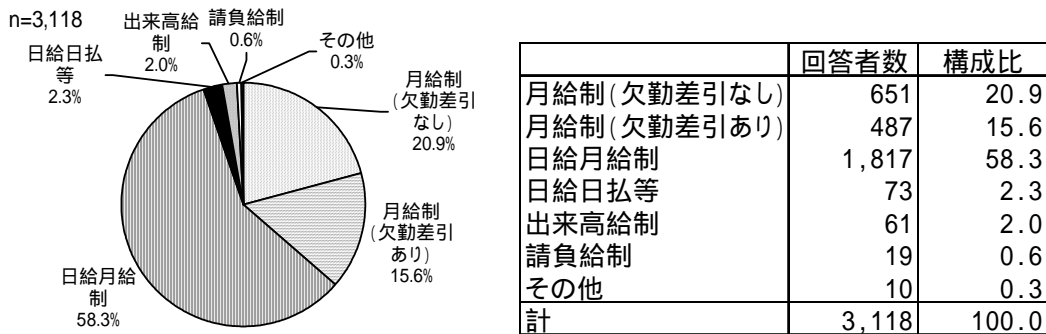 n=3,118
出来高給
制
2.0%
請負給制
0.6%
その他
0.3%
日給日払
等
2.3%
月給制
(欠勤差引
なし)
20.9%
月給制
(欠勤差引
あり)
15.6%
日給月給
制
58.3%
回答者数 構成比
月給制(欠勤差引なし) 651 20.9
月給制(欠勤差引あり) 487 15.6
日給月給制 1,817 58.3
日給日払等 73 2.3
出来高給制 61 2.0
請負給制 19 0.6
その他 10 0.3
計 3,118 100.0